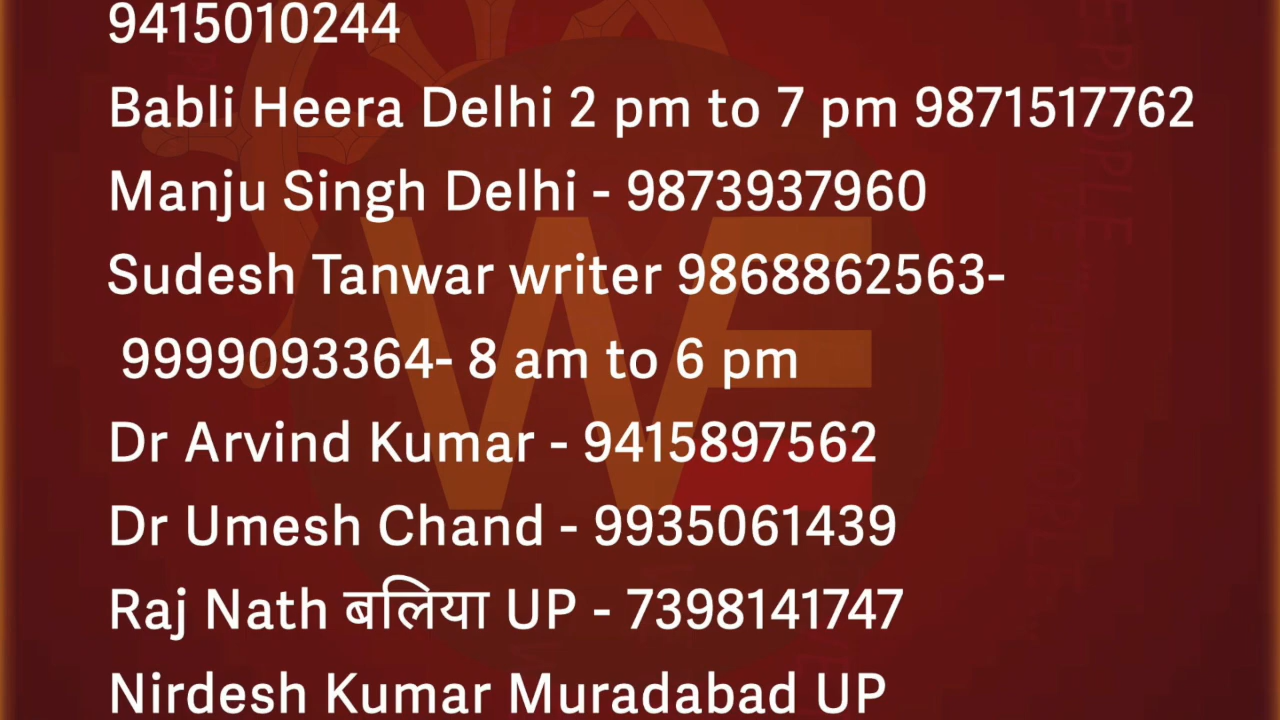 9415010244
Babli Heera Delhi 2 pm to 7 pm 9871517762
Manju Singh Delhi - 9873937960
Sudesh Tanwar writer 9868862563-
9999093364- 8 am to 6 pm
Dr Arvind Kumar - 9415897562
Dr Umesh Chand - 9935061439
Raj Nath बलिया UP - 7398141747
Nirdesh Kumar Muradabad UP
WE